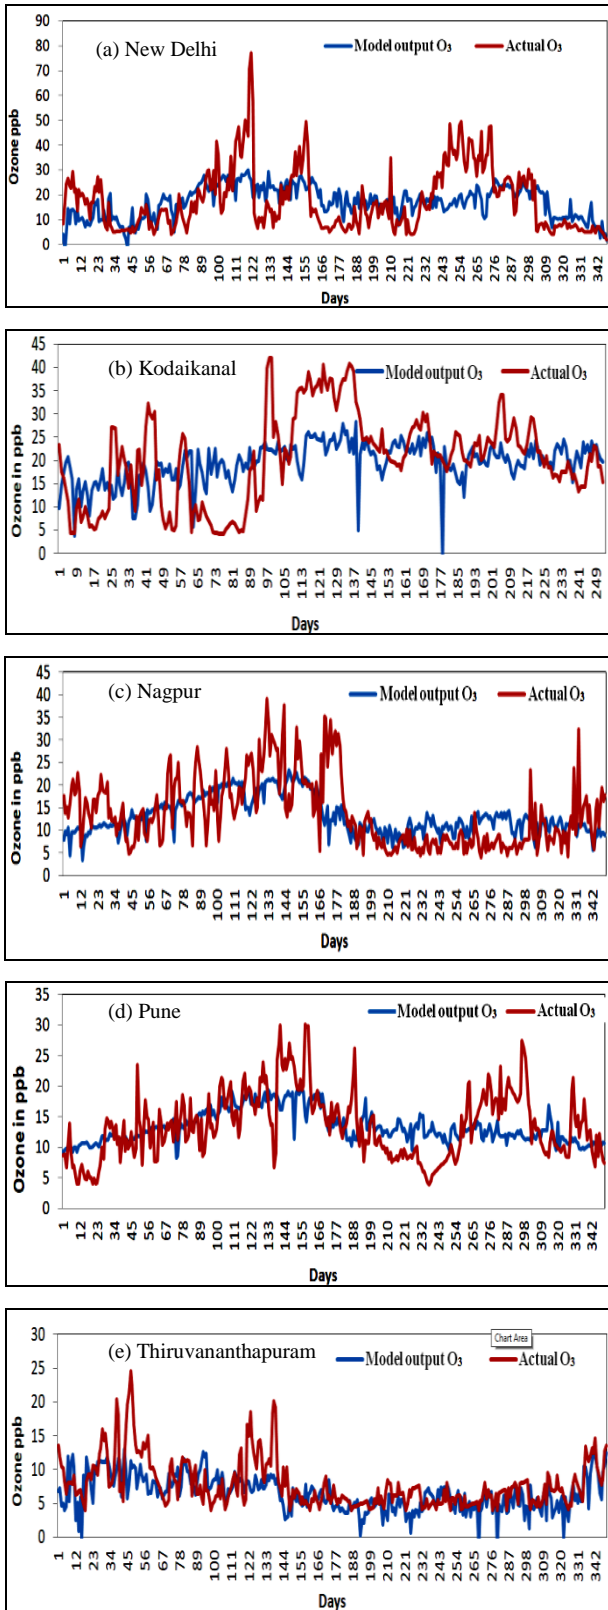 (a) New Delhi
Model output O₃ Actual O₃
Ozone ppb
90
80
70
60
50
40
30
20
10
0
1 12 23 34 45 56 67 78 89 100 111 122 133 144 155 166 177 188 199 210 221 232 243 254 265 276 287 298 309 320 331 342
Days
(b) Kodaikanal
Model output O₃ Actual O₃
Ozone in ppb
45
40
35
30
25
20
15
10
5
0
1 9 17 25 33 41 49 57 65 73 81 89 97 105 113 121 129 137 145 153 161 169 177 185 193 201 209 217 225 233 241 249
Days
(c) Nagpur
Model output O₃ Actual O₃
Ozone in ppb
45
40
35
30
25
20
15
10
5
0
1 12 23 34 45 56 67 78 89 100 111 122 133 144 155 166 177 188 199 210 221 232 243 254 265 276 287 298 309 320 331 342
Days
(d) Pune
Model output O₃ Actual O₃
Ozone in ppb
35
30
25
20
15
10
5
0
1 12 23 34 45 56 67 78 89 100 111 122 133 144 155 166 177 188 199 210 221 232 243 254 265 276 287 298 309 320 331 342
Days
Chart Area
(e) Thiruvananthapuram
Model output O₃ Actual O₃
Ozone ppb
30
25
20
15
10
5
0
1 12 23 34 45 56 67 78 89 100 111 122 133 144 155 166 177 188 199 210 221 232 243 254 265 276 287 298 309 320 331 342
Days